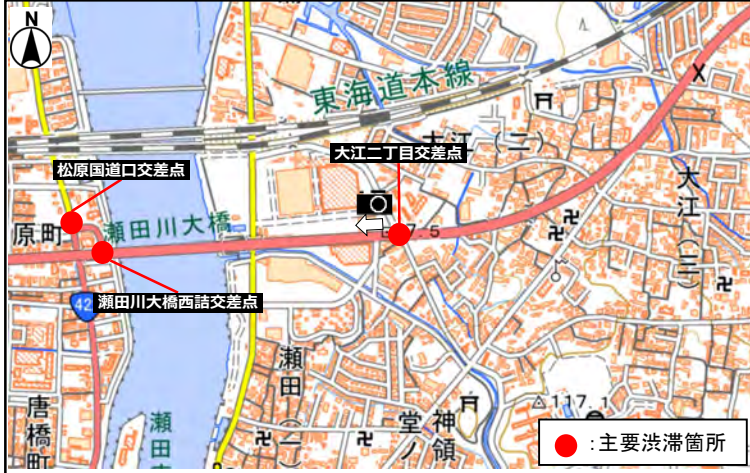 N
東海道本線
大江(二)
大江二丁目交差点
松原国道口交差点
大江(三)
原町
瀬田川大橋
7.5
瀬田川大橋西詰交差点
42
瀬田(一)
唐橋町
瀬田
堂ノ
神領
117.1
:主要渋滞箇所